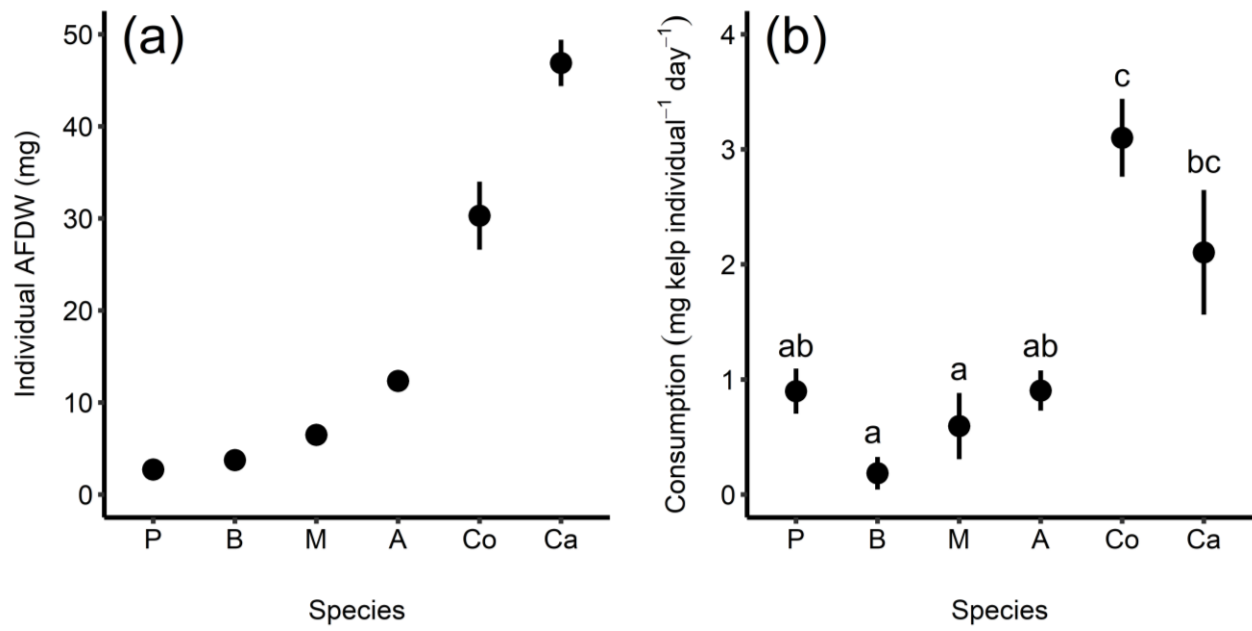 (a)
Individual AFDW (mg)
50
40
30
20
10
0
P B M A Co Ca
Species
(b)
Consumption (mg kelp individual⁻¹ day⁻¹)
4
3
2
1
0
ab
a
a
ab
c
bc
P B M A Co Ca
Species